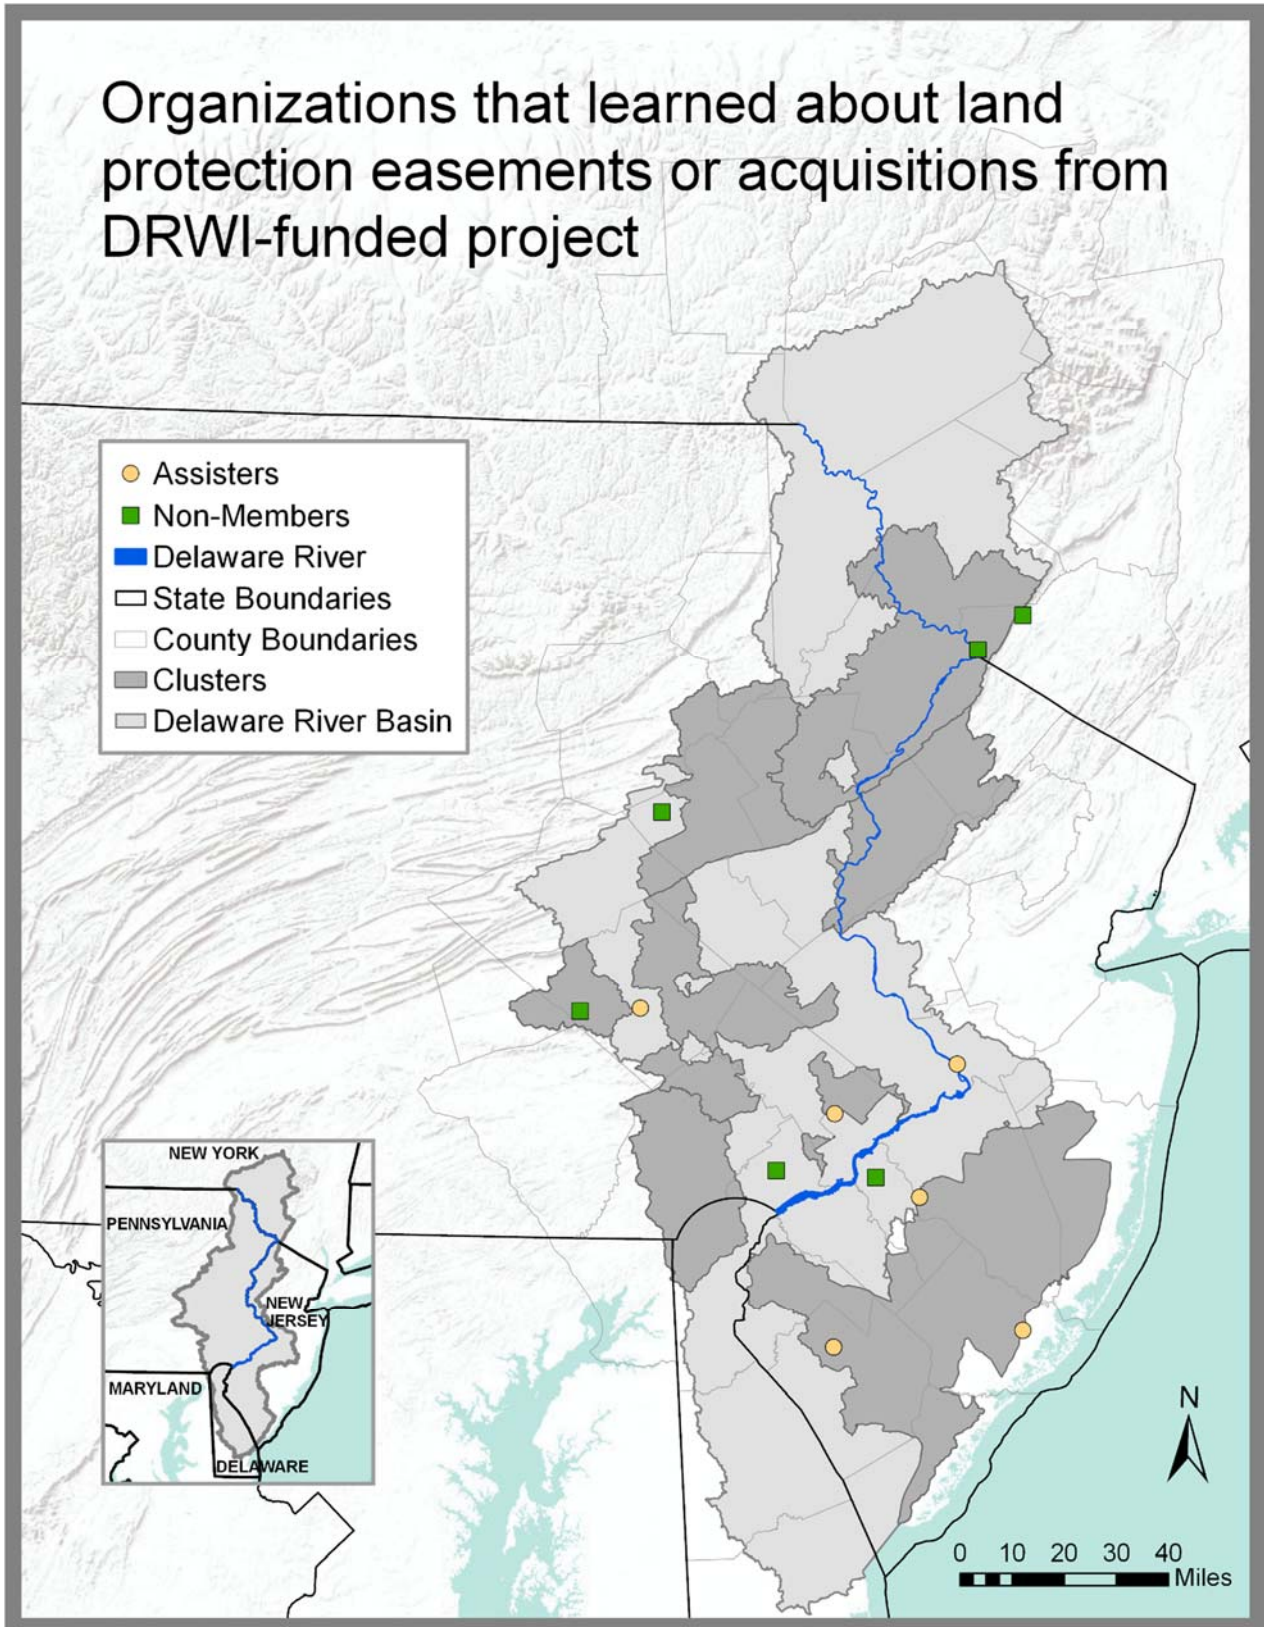 Organizations that learned about land
protection easements or acquisitions from
DRWI-funded project
Assisters
Non-Members
Delaware River
State Boundaries
County Boundaries
Clusters
Delaware River Basin
NEW YORK
PENNSYLVANIA
NEW
JERSEY
MARYLAND
DELAWARE
N
0 10 20 30 40
Miles